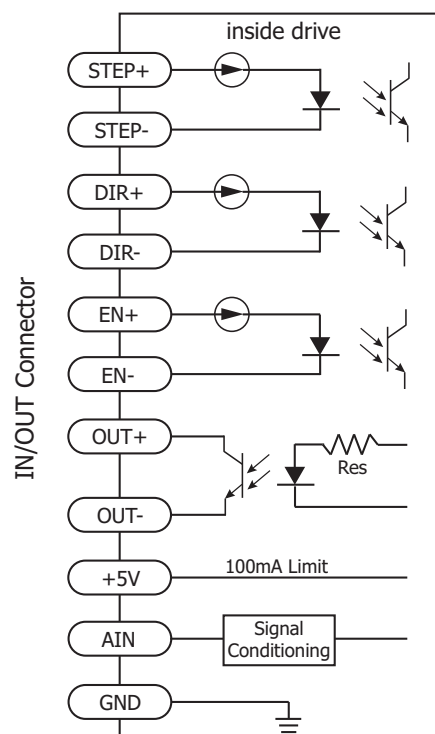 inside drive
STEP+
STEP-
DIR+
DIR-
IN/OUT Connector
EN+
EN-
OUT+
Res
OUT-
+5V
100mA Limit
AIN
Signal
Conditioning
GND